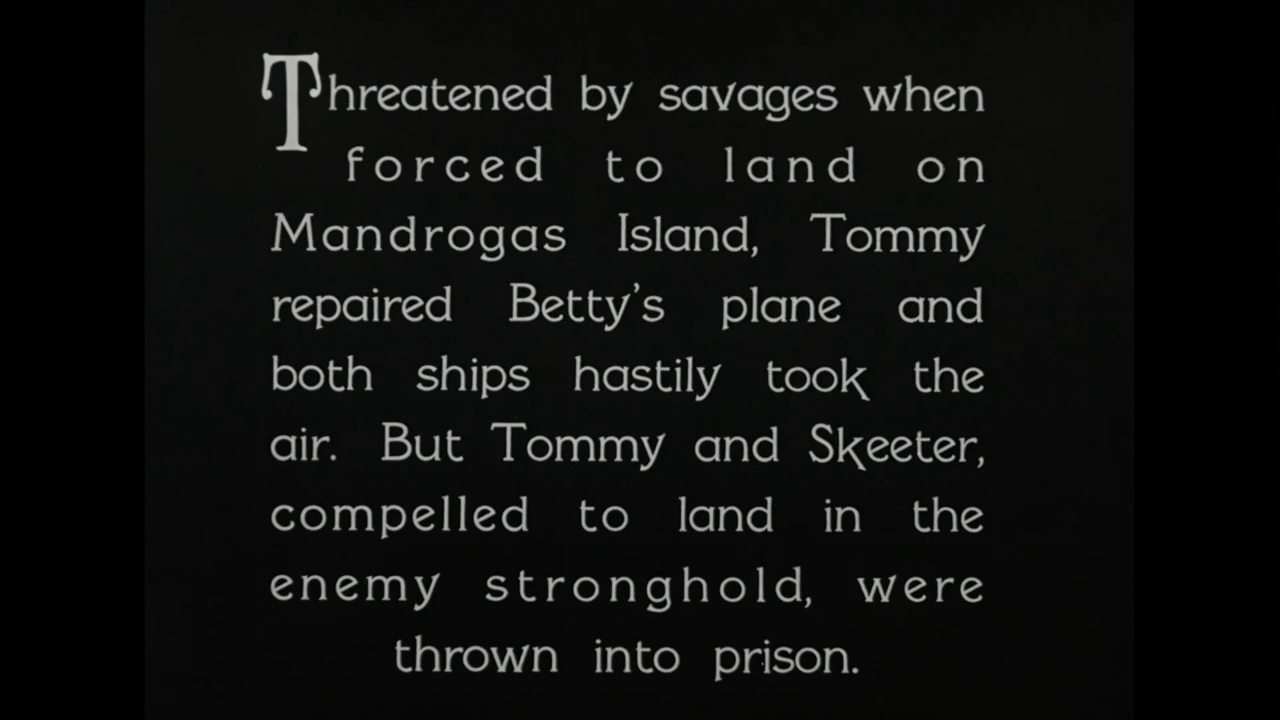 Threatened by savages when
forced to land on
Mandrogas Island, Tommy
repaired Betty's plane and
both ships hastily took the
air. But Tommy and Skeeter,
compelled to land in the
enemy stronghold, were
thrown into prison.